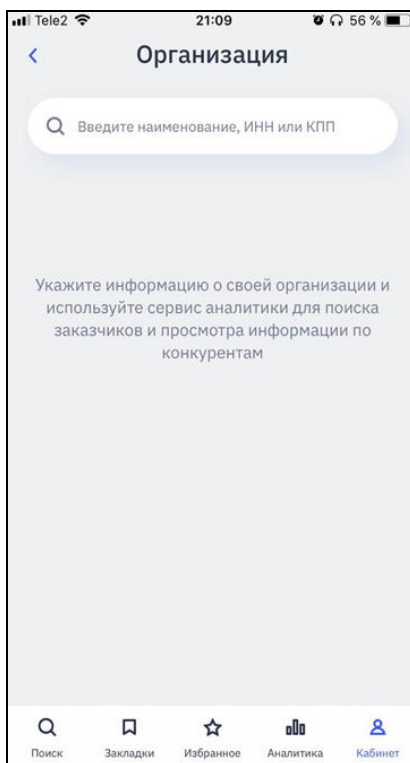 Tele2 21:09 56 %
Организация
Введите наименование, ИНН или КПП
Укажите информацию о своей организации и
используйте сервис аналитики для поиска
заказчиков и просмотра информации по
конкурентам
Поиск Закладки Избранное Аналитика Кабинет